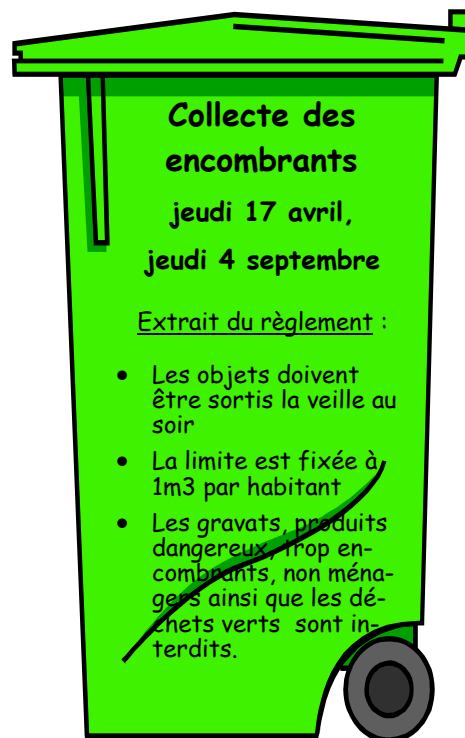 Collecte des
encombrants
jeudi 17 avril,
jeudi 4 septembre
Extrait du règlement :
• Les objets doivent
être sortis la veille au
soir
• La limite est fixée à
1m3 par habitant
• Les gravats, produits
dangereux, trop en-
combrants, non ména-
gers ainsi que les dé-
chets verts  sont in-
terdits.